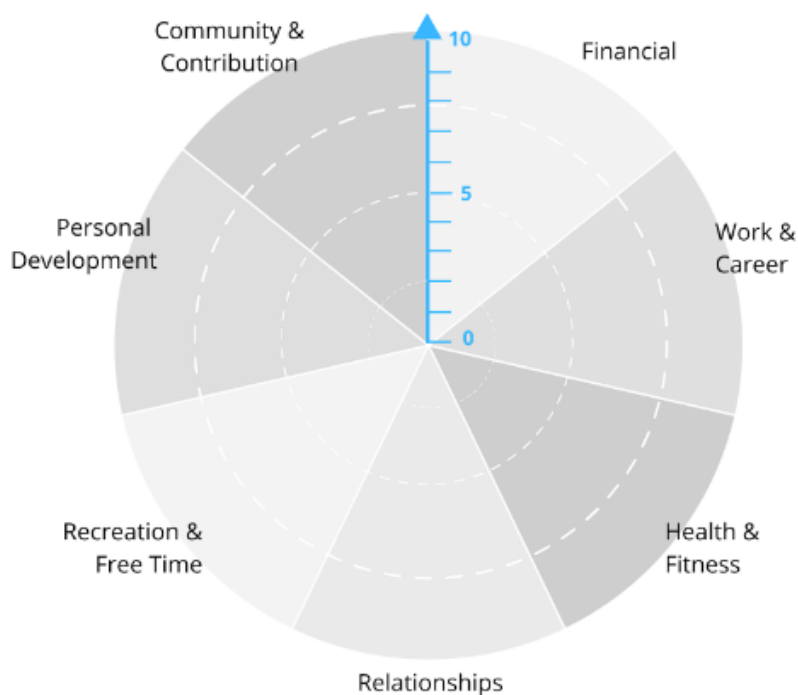 Community &
Contribution
10
Financial
5
Personal
Development
Work &
Career
0
Recreation &
Free Time
Health &
Fitness
Relationships